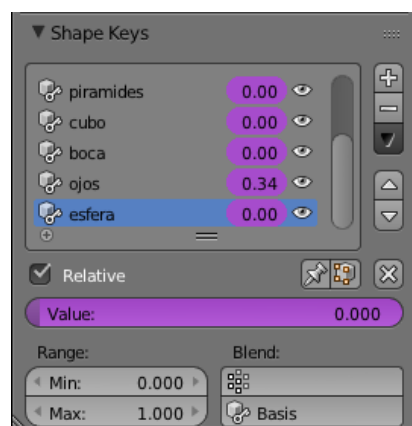 Shape Keys
piramides 0.00
cubo 0.00
boca 0.00
ojos 0.34
esfera 0.00
Relative
Value: 0.000
Range: Blend:
Min: 0.000
Max: 1.000 Basis